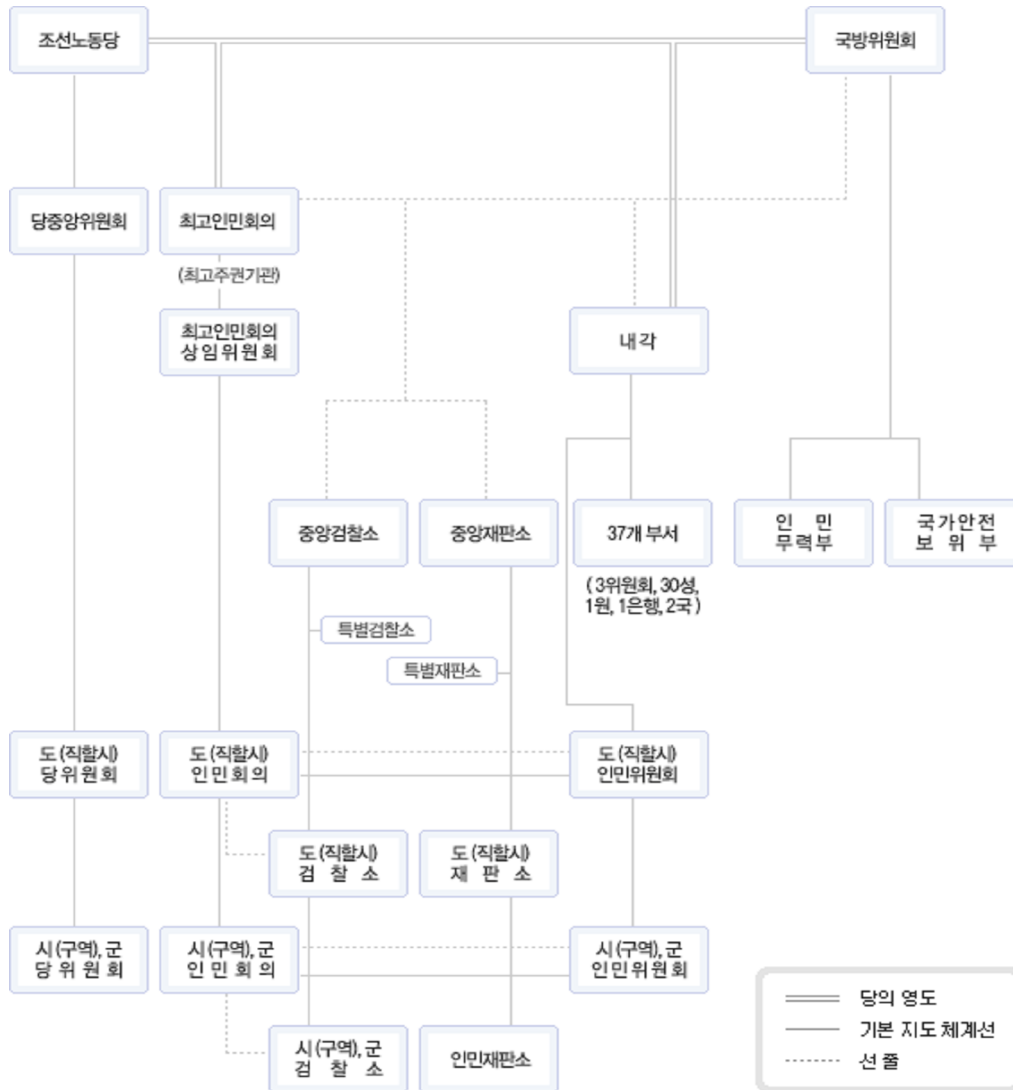 조선노동당
국방위원회
당중앙위원회
최고인민회의
(최고주권기관)
최고인민회의
상임위원회
내각
중앙검찰소
중앙재판소
37개 부서
(3위원회, 30성,
1원, 1은행, 2국)
인 민
무력부
국가안전
보 위 부
특별검찰소
특별재판소
도 (직할시)
당 위 원 회
도 (직할시)
인 민 회 의
도 (직할시)
인민위원회
도 (직할시)
검 찰 소
도 (직할시)
재 판 소
시 (구역), 군
당 위 원 회
시 (구역), 군
인 민 회 의
시 (구역), 군
인민위원회
시 (구역), 군
검 찰 소
인민재판소
당의 영도
기본 지도 체계선
선 출